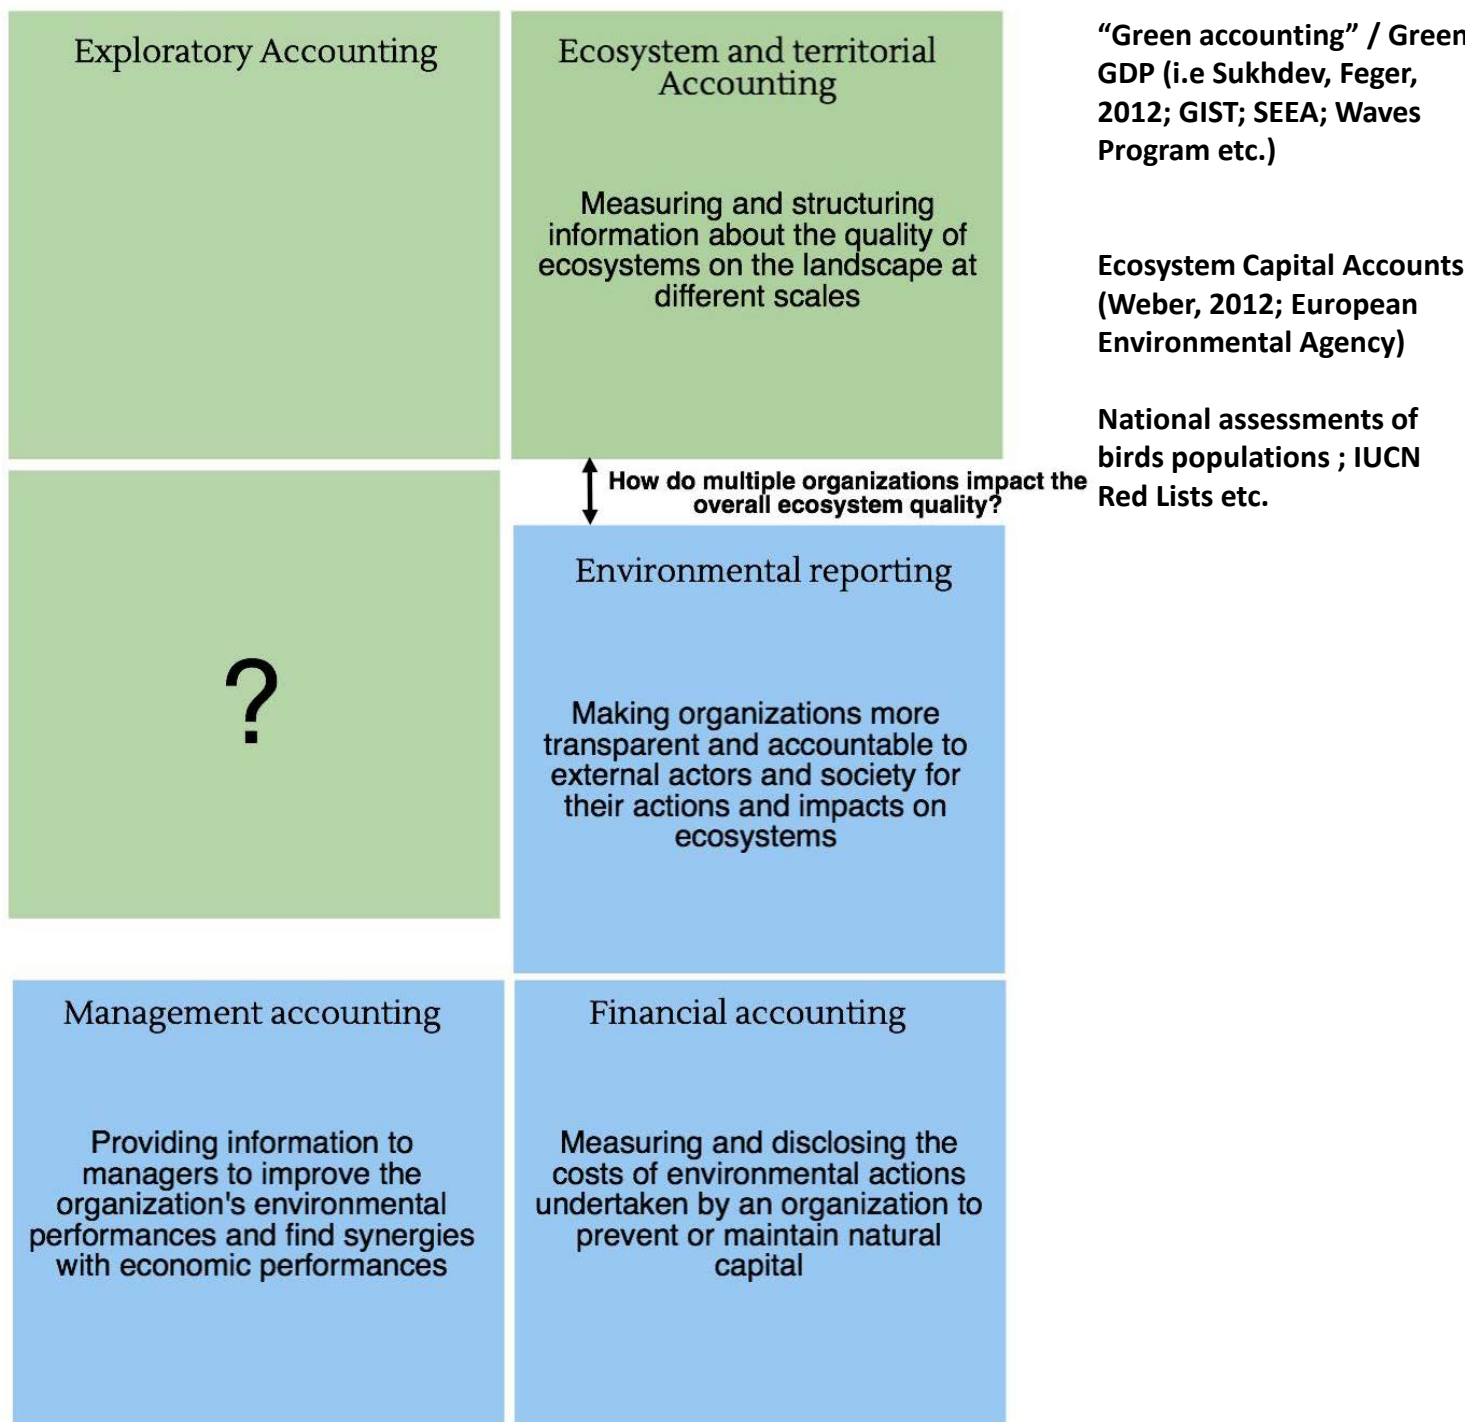 Exploratory Accounting
Ecosystem and territorial
Accounting
Measuring and structuring
information about the quality of
ecosystems on the landscape at
different scales
“Green accounting” / Green
GDP (i.e Sukhdev, Feger,
2012; GIST; SEEA; Waves
Program etc.)
Ecosystem Capital Accounts
(Weber, 2012; European
Environmental Agency)
National assessments of
birds populations ; IUCN
Red Lists etc.
How do multiple organizations impact the
overall ecosystem quality?
?
Environmental reporting
Making organizations more
transparent and accountable to
external actors and society for
their actions and impacts on
ecosystems
Management accounting
Providing information to
managers to improve the
organization's environmental
performances and find synergies
with economic performances
Financial accounting
Measuring and disclosing the
costs of environmental actions
undertaken by an organization to
prevent or maintain natural
capital